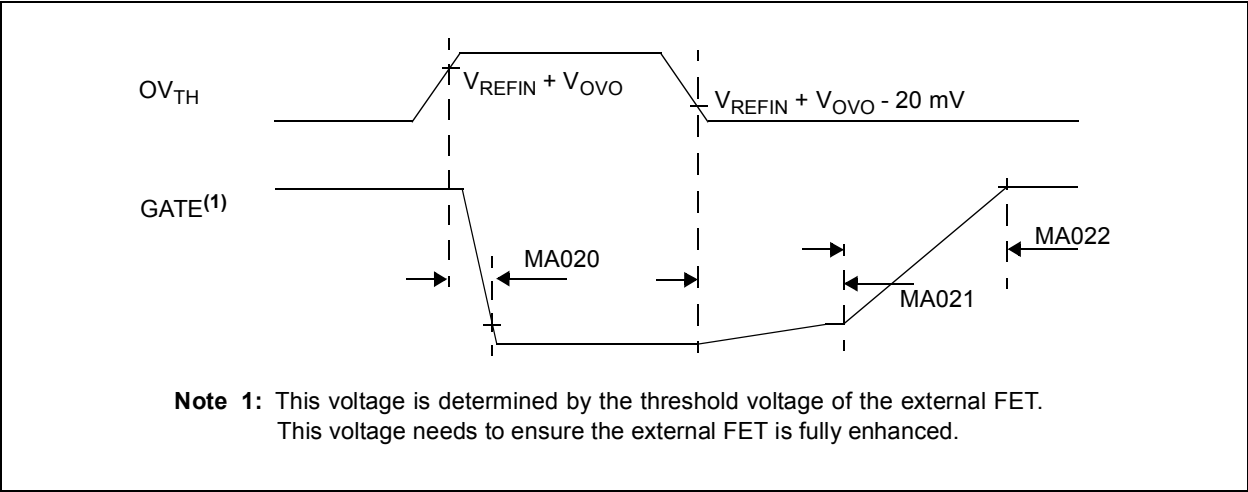 OVTH
VREFIN + VOVO
VREFIN + VOVO - 20 mV
GATE(1)
MA020
MA021
MA022
Note 1: This voltage is determined by the threshold voltage of the external FET.
This voltage needs to ensure the external FET is fully enhanced.